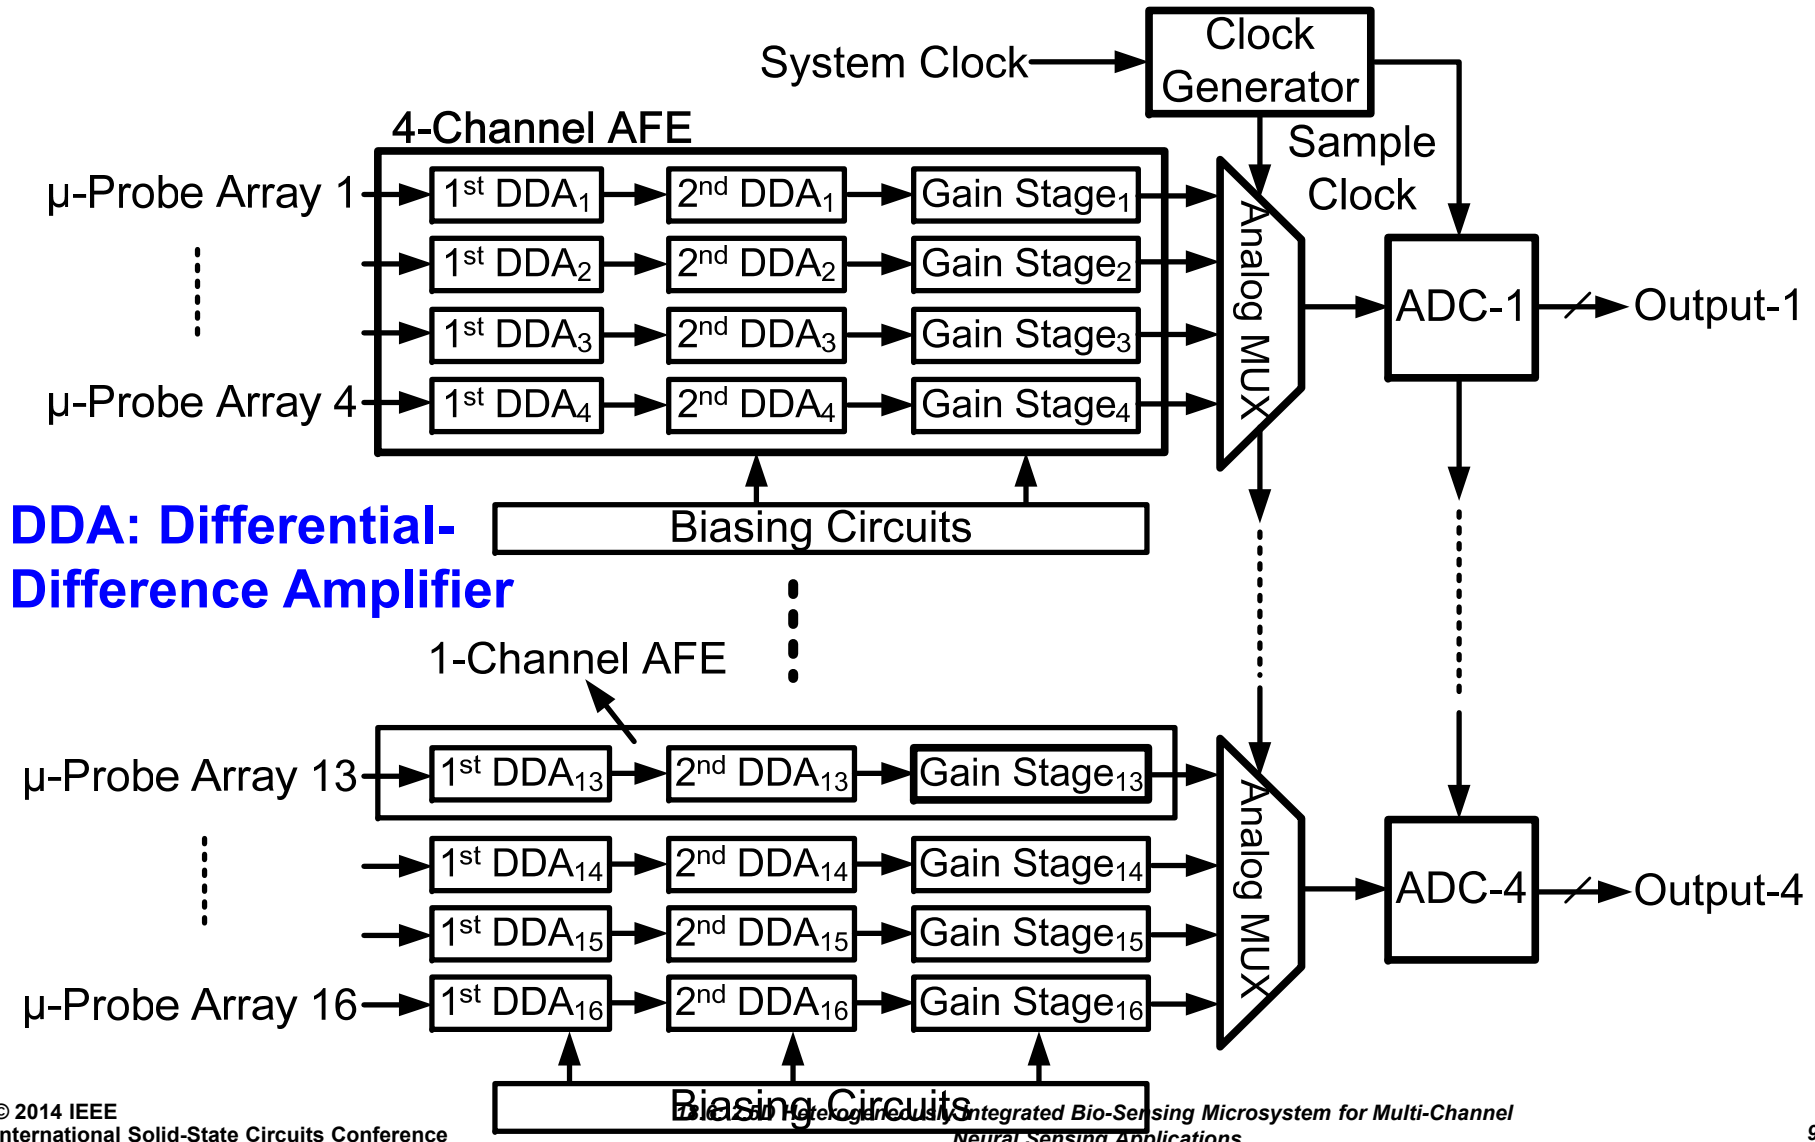 Clock
Generator
System Clock
Sample
Clock
4-Channel AFE
μ-Probe Array 1
1st DDA1
2nd DDA1
Gain Stage1
1st DDA2
2nd DDA2
Gain Stage2
1st DDA3
2nd DDA3
Gain Stage3
μ-Probe Array 4
1st DDA4
2nd DDA4
Gain Stage4
Analog MUX
ADC-1
Output-1
Biasing Circuits
DDA: Differential-
Difference Amplifier
1-Channel AFE
μ-Probe Array 13
1st DDA13
2nd DDA13
Gain Stage13
1st DDA14
2nd DDA14
Gain Stage14
1st DDA15
2nd DDA15
Gain Stage15
μ-Probe Array 16
1st DDA16
2nd DDA16
Gain Stage16
Analog MUX
ADC-4
Output-4
Biasing Circuits
© 2014 IEEE
International Solid-State Circuits Conference
18.6: 2.5D Heterogeneously Integrated Bio-Sensing Microsystem for Multi-Channel
Neural Sensing Applications
9